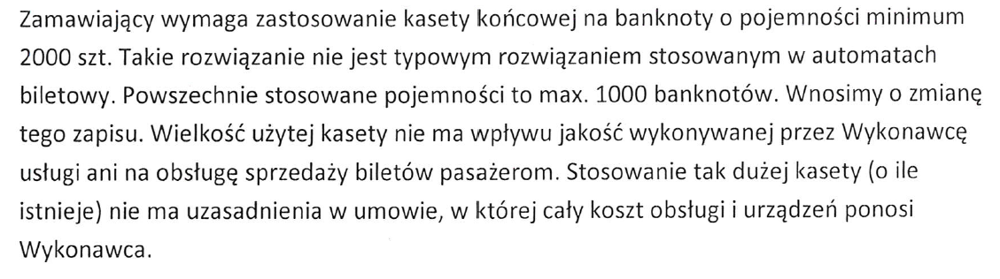 Zamawiający wymaga zastosowanie kasety końcowej na banknoty o pojemności minimum
2000 szt. Takie rozwiązanie nie jest typowym rozwiązaniem stosowanym w automatach
biletowy. Powszechnie stosowane pojemności to max. 1000 banknotów. Wnosimy o zmianę
tego zapisu. Wielkość użytej kasety nie ma wpływu jakość wykonywanej przez Wykonawcę
usługi ani na obsługę sprzedaży biletów pasażerom. Stosowanie tak dużej kasety (o ile
istnieje) nie ma uzasadnienia w umowie, w której cały koszt obsługi i urządzeń ponosi
Wykonawca.